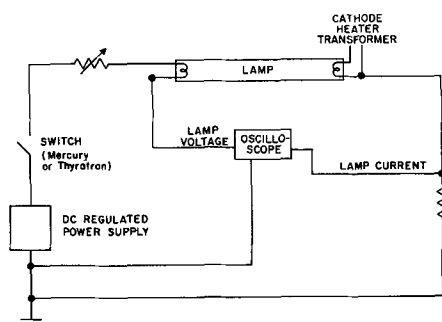 CATHODE
HEATER
TRANSFORMER
LAMP
SWITCH
(Mercury
or Thyratron)
LAMP
VOLTAGE
OSCILLO-
SCOPE
LAMP CURRENT
DC REGULATED
POWER SUPPLY